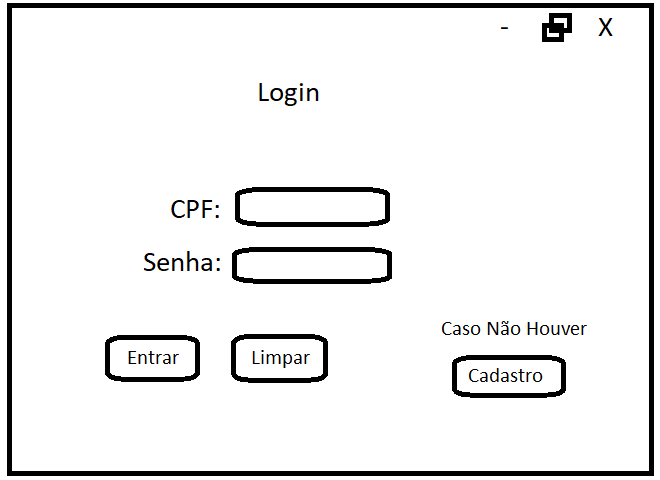 - X
Login
CPF:
Senha:
Caso Não Houver
Entrar Limpar
Cadastro